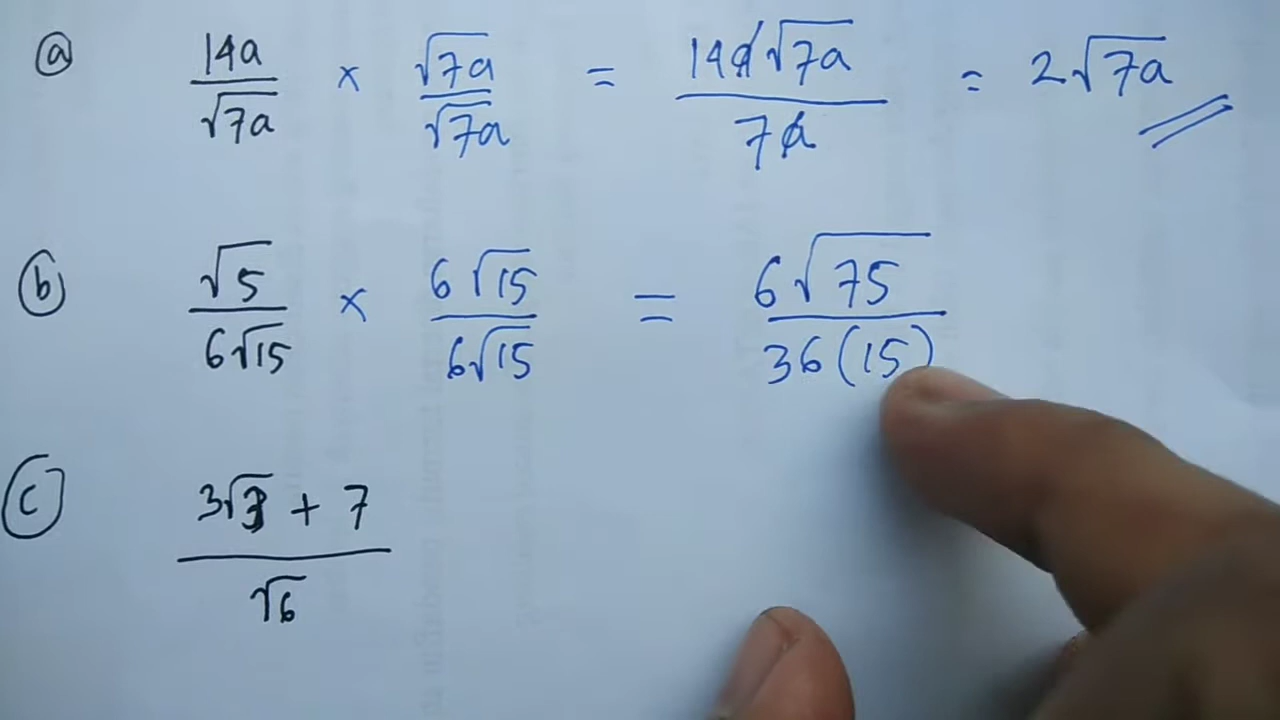 ⓐ 14a/√7a × √7a/√7a = 14a√7a/7a = 2√7a
ⓑ √5/6√15 × 6√15/6√15 = 6√75/36(15)
ⓒ 3√3 + 7/√6